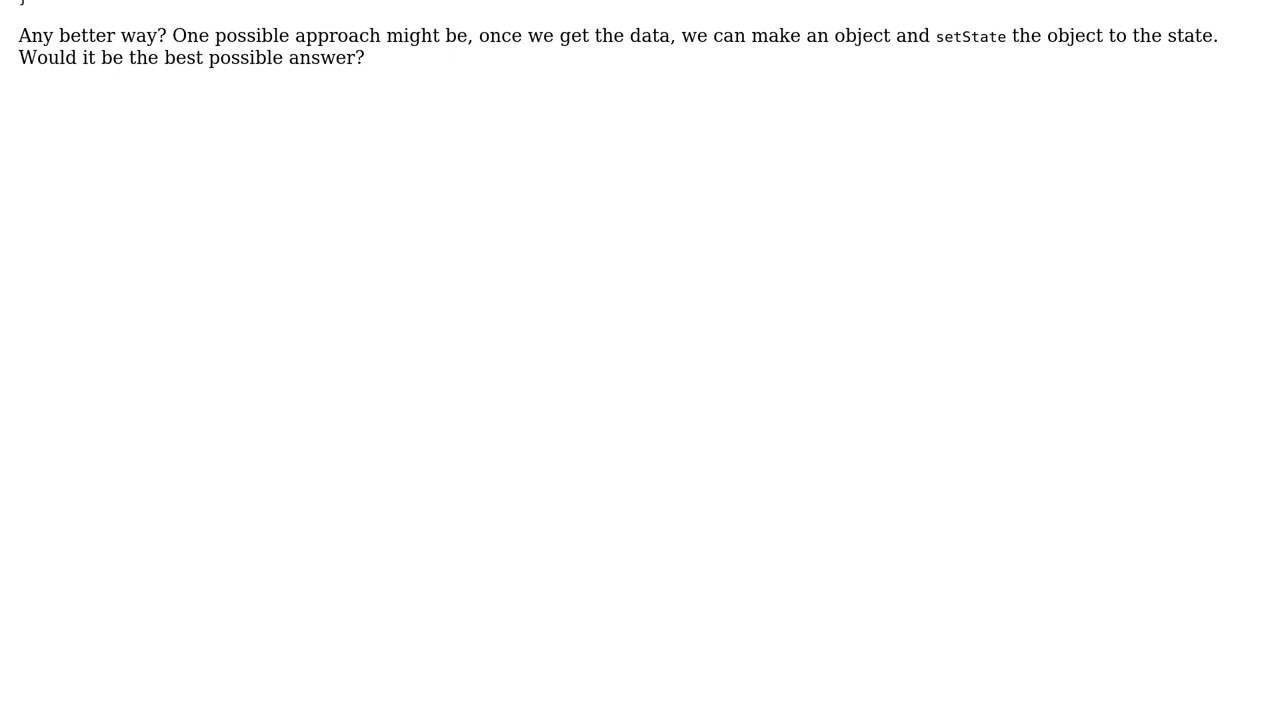 }
Any better way? One possible approach might be, once we get the data, we can make an object and setState the object to the state.
Would it be the best possible answer?